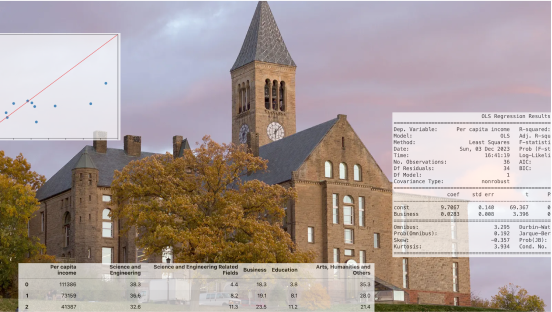 OLS Regression Results
Dep. Variable: Per capita income R-squared:
Model: OLS Adj. R-squ
Method: Least Squares F-statisti
Date: Sun, 03 Dec 2023 Prob (F-st
Time: 16:41:19 Log-Likeli
No. Observations: 36 AIC:
Df Residuals: 34 BIC:
Df Model: 1
Covariance Type: nonrobust
coef std err t P
const 9.7057 0.140 69.367 0
Business 0.0283 0.008 3.396 0
Omnibus: 3.295 Durbin-Wat
Prob(Omnibus): 0.192 Jarque-Ber
Skew: -0.357 Prob(JB):
Kurtosis: 3.934 Cond. No.
Per capita income Science and Engineering Science and Engineering Related Fields Business Education Arts, Humanities and Others
0 111386 38.3 4.4 18.3 3.8 35.3
1 73159 36.6 8.2 19.1 8.1 28.0
2 41387 32.6 11.3 23.5 11.2 21.4